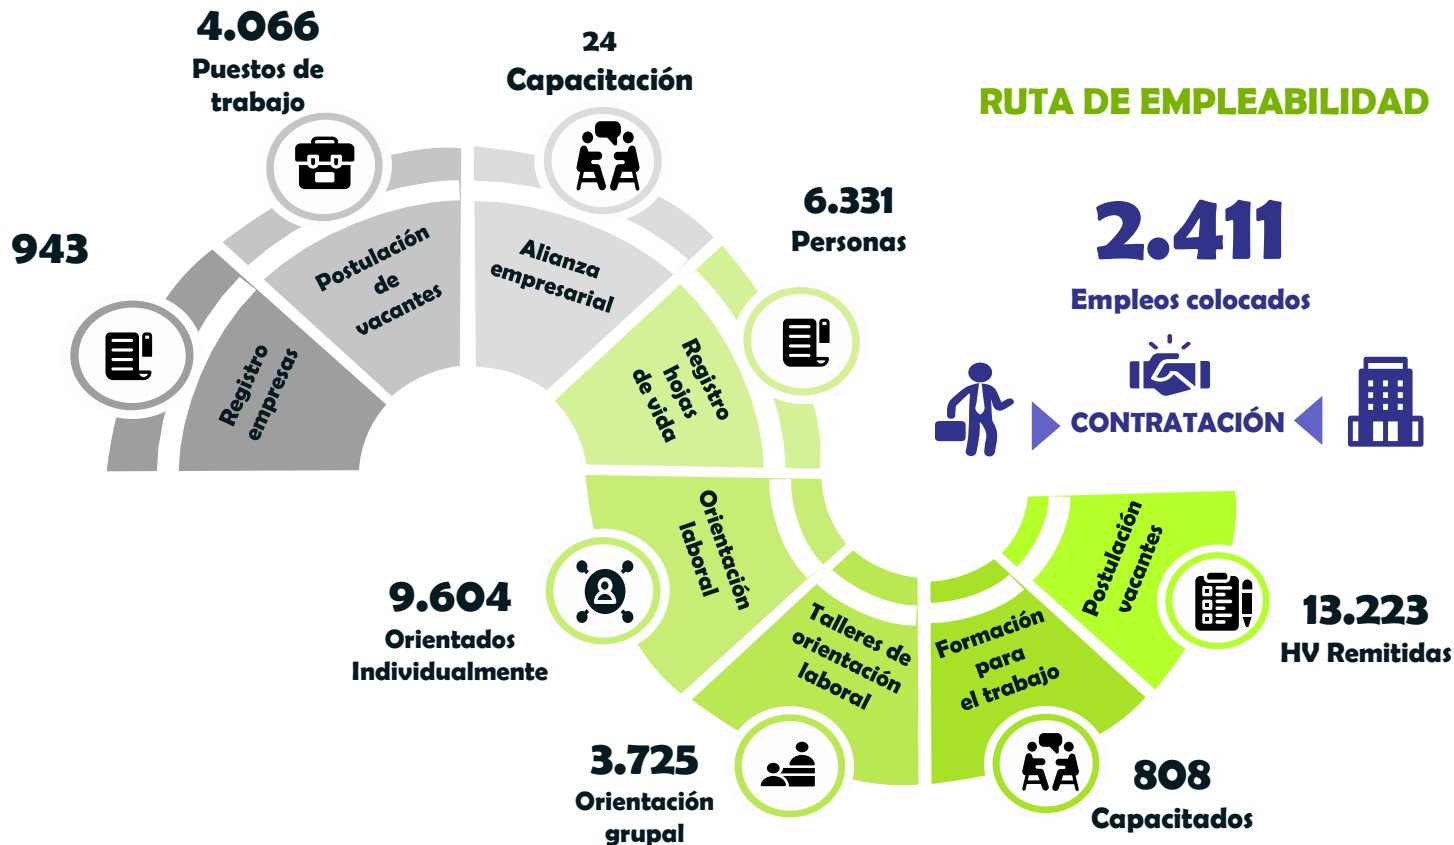 RUTA DE EMPLEABILIDAD
943
Registro
empresas
4.066
Puestos de
trabajo
Postulación
de
vacantes
24
Capacitación
Alianza
empresarial
6.331
Personas
Registro
hojas
de vida
9.604
Orientados
Individualmente
Orientación
laboral
3.725
Orientación
grupal
Talleres de
orientación
laboral
808
Capacitados
Formación
para
el trabajo
13.223
HV Remitidas
Postulación
vacantes
2.411
Empleos colocados
CONTRATACIÓN